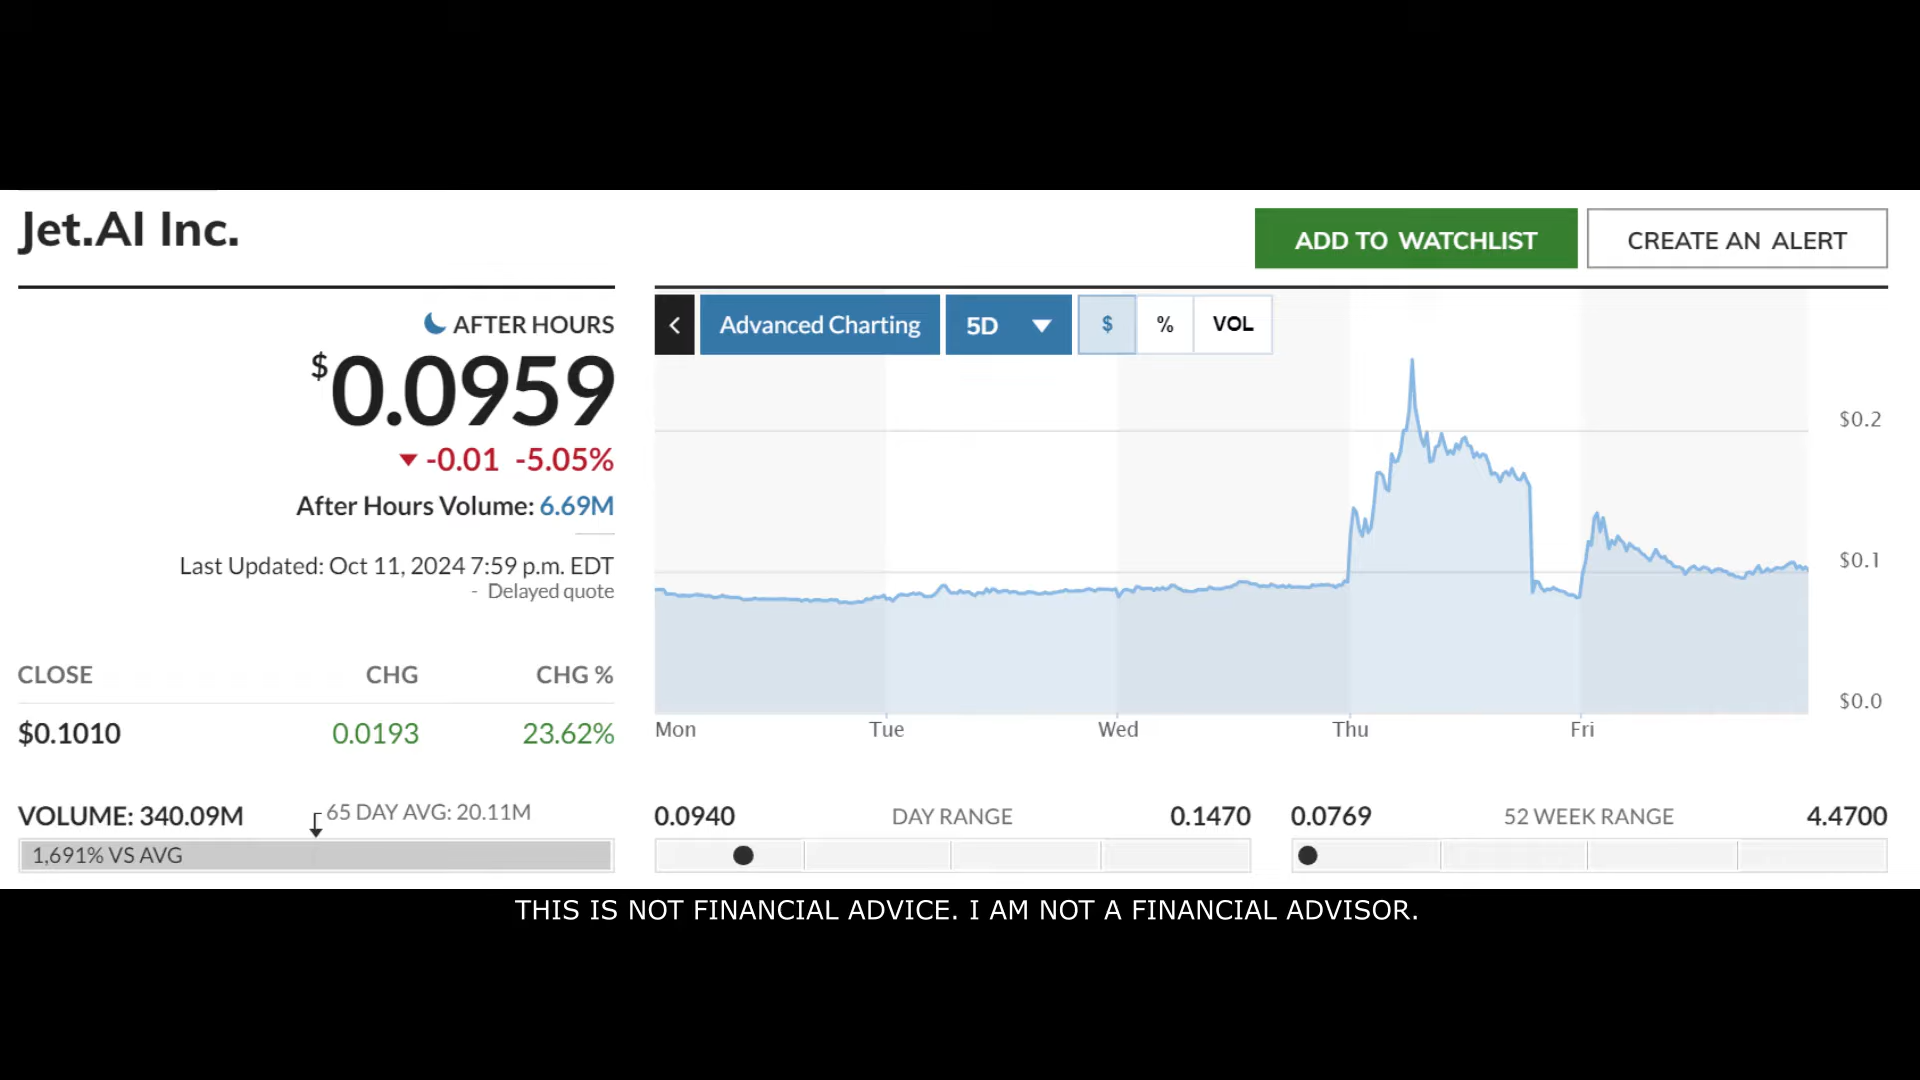 Jet.AI Inc.
ADD TO WATCHLIST
CREATE AN ALERT
AFTER HOURS
$0.0959
-0.01 -5.05%
After Hours Volume: 6.69M
Last Updated: Oct 11, 2024 7:59 p.m. EDT
- Delayed quote
CLOSE CHG CHG %
$0.1010 0.0193 23.62%
VOLUME: 340.09M 65 DAY AVG: 20.11M
1,691% VS AVG
Advanced Charting 5D $ % VOL
$0.2
$0.1
$0.0
Mon Tue Wed Thu Fri
0.0940 DAY RANGE 0.1470
0.0769 52 WEEK RANGE 4.4700
THIS IS NOT FINANCIAL ADVICE. I AM NOT A FINANCIAL ADVISOR.